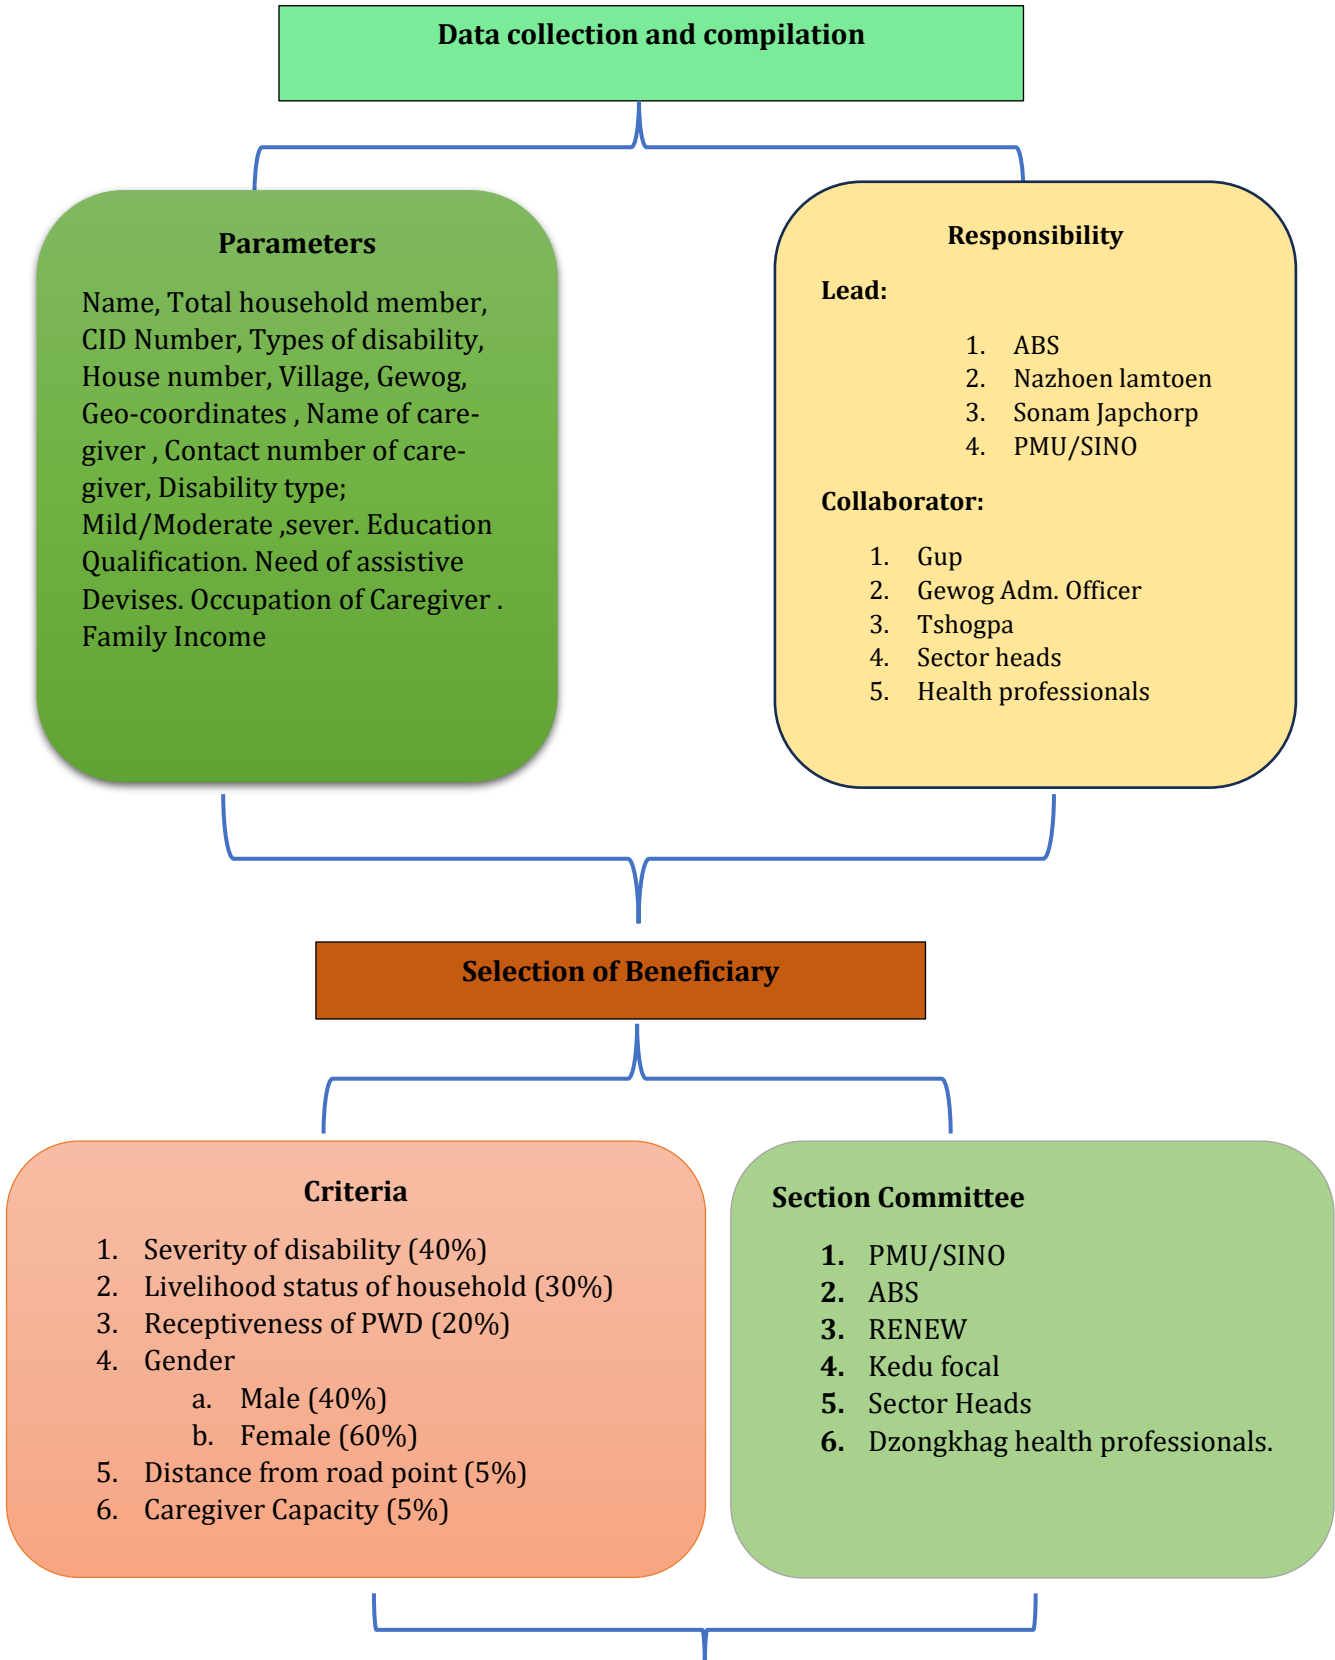 Data collection and compilation
Parameters
Name, Total household member,
CID Number, Types of disability,
House number, Village, Gewog,
Geo-coordinates , Name of care-
giver , Contact number of care-
giver, Disability type;
Mild/Moderate ,sever. Education
Qualification. Need of assistive
Devises. Occupation of Caregiver .
Family Income
Responsibility
Lead:
1. ABS
2. Nazhoen lamtoen
3. Sonam Japchorp
4. PMU/SINO
Collaborator:
1. Gup
2. Gewog Adm. Officer
3. Tshogpa
4. Sector heads
5. Health professionals
Selection of Beneficiary
Criteria
1. Severity of disability (40%)
2. Livelihood status of household (30%)
3. Receptiveness of PWD (20%)
4. Gender
a. Male (40%)
b. Female (60%)
5. Distance from road point (5%)
6. Caregiver Capacity (5%)
Section Committee
1. PMU/SINO
2. ABS
3. RENEW
4. Kedu focal
5. Sector Heads
6. Dzongkhag health professionals.